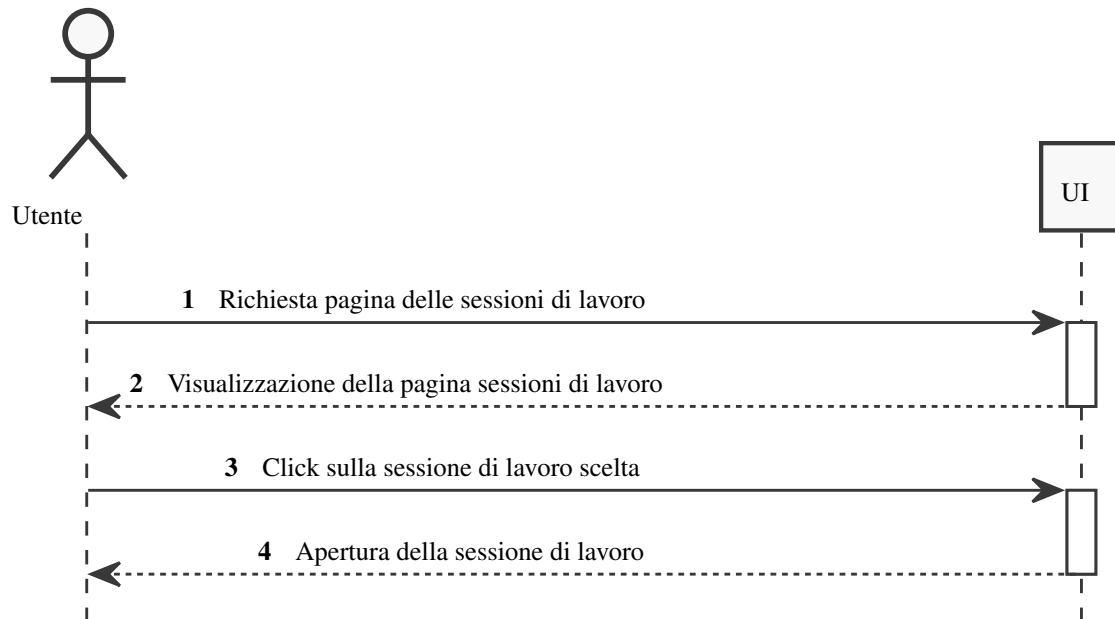 UI
Utente
1 Richiesta pagina delle sessioni di lavoro
2 Visualizzazione della pagina sessioni di lavoro
3 Click sulla sessione di lavoro scelta
4 Apertura della sessione di lavoro